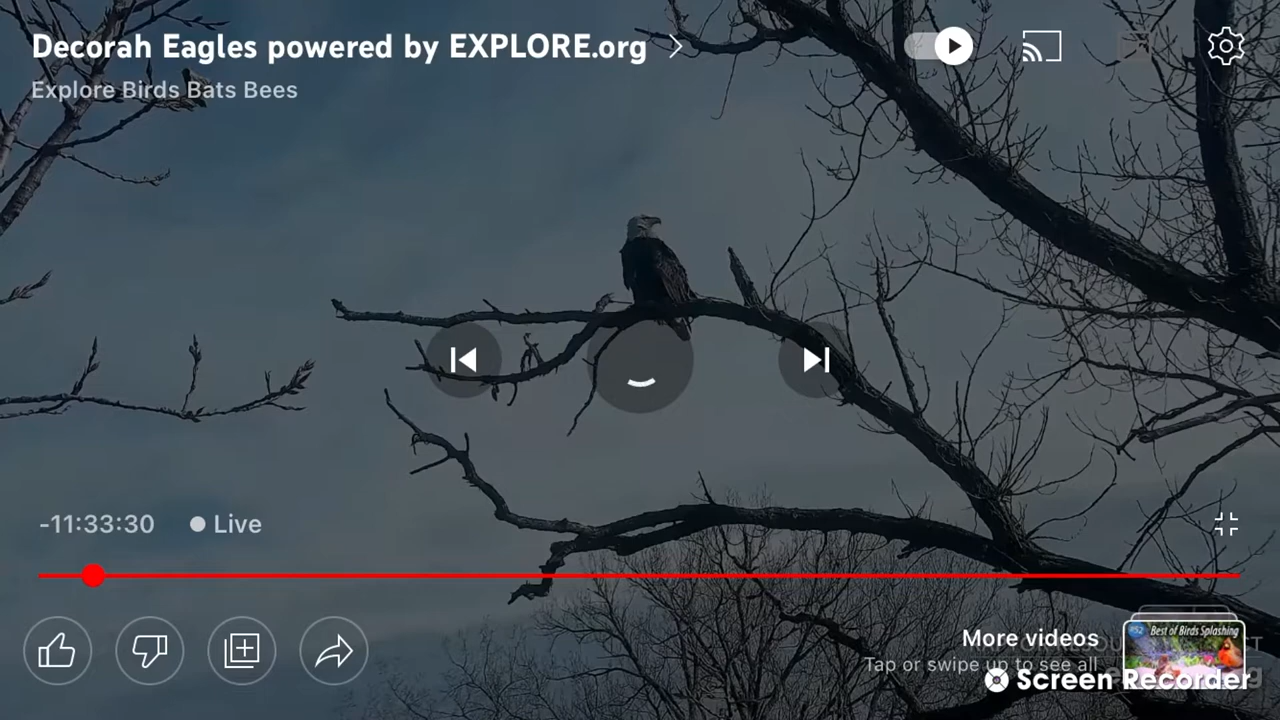 Decorah Eagles powered by EXPLORE.org
Explore Birds Bats Bees
-11:33:30
Live
More videos
Tap or swipe up to see all
#52 Best of Birds Splashing
Screen Recorder